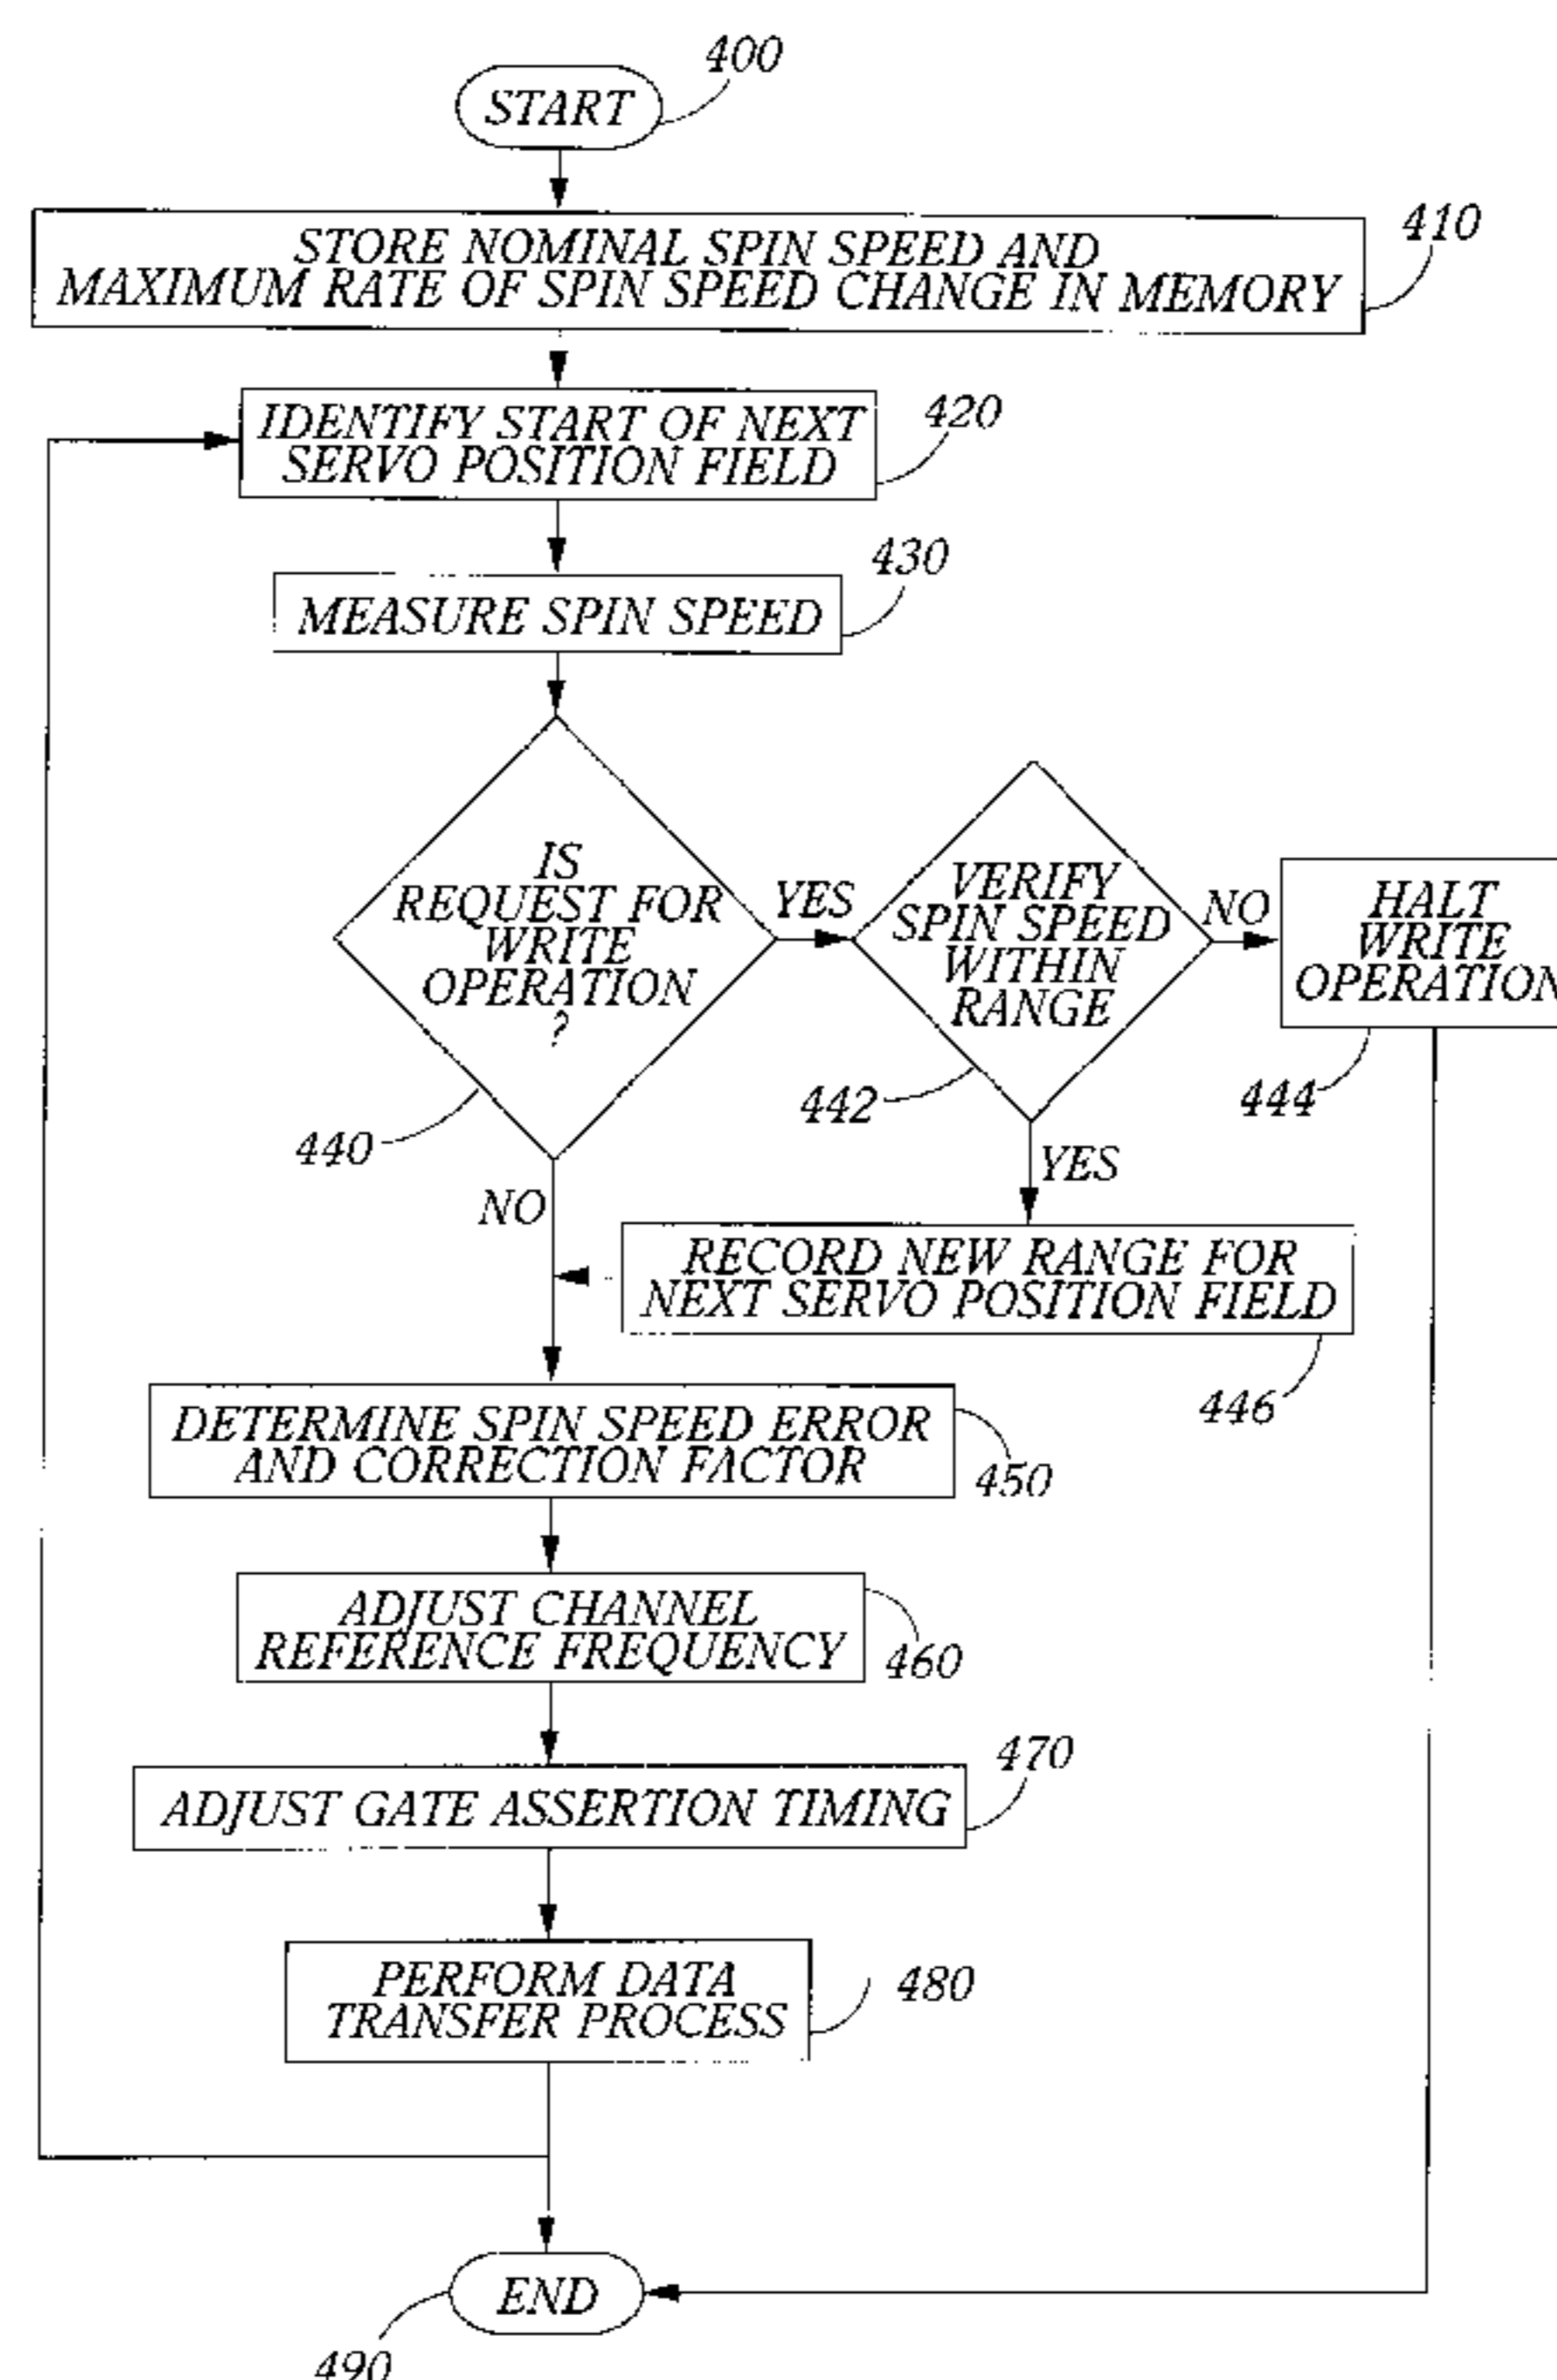 400
START
410
STORE NOMINAL SPIN SPEED AND
MAXIMUM RATE OF SPIN SPEED CHANGE IN MEMORY
420
IDENTIFY START OF NEXT
SERVO POSITION FIELD
430
MEASURE SPIN SPEED
IS
REQUEST FOR
WRITE
OPERATION
?
440
YES
VERIFY
SPIN SPEED
WITHIN
RANGE
442
NO
HALT
WRITE
OPERATION
444
YES
NO
RECORD NEW RANGE FOR
NEXT SERVO POSITION FIELD
446
DETERMINE SPIN SPEED ERROR
AND CORRECTION FACTOR
450
ADJUST CHANNEL
REFERENCE FREQUENCY
460
470
ADJUST GATE ASSERTION TIMING
PERFORM DATA
TRANSFER PROCESS
480
END
490